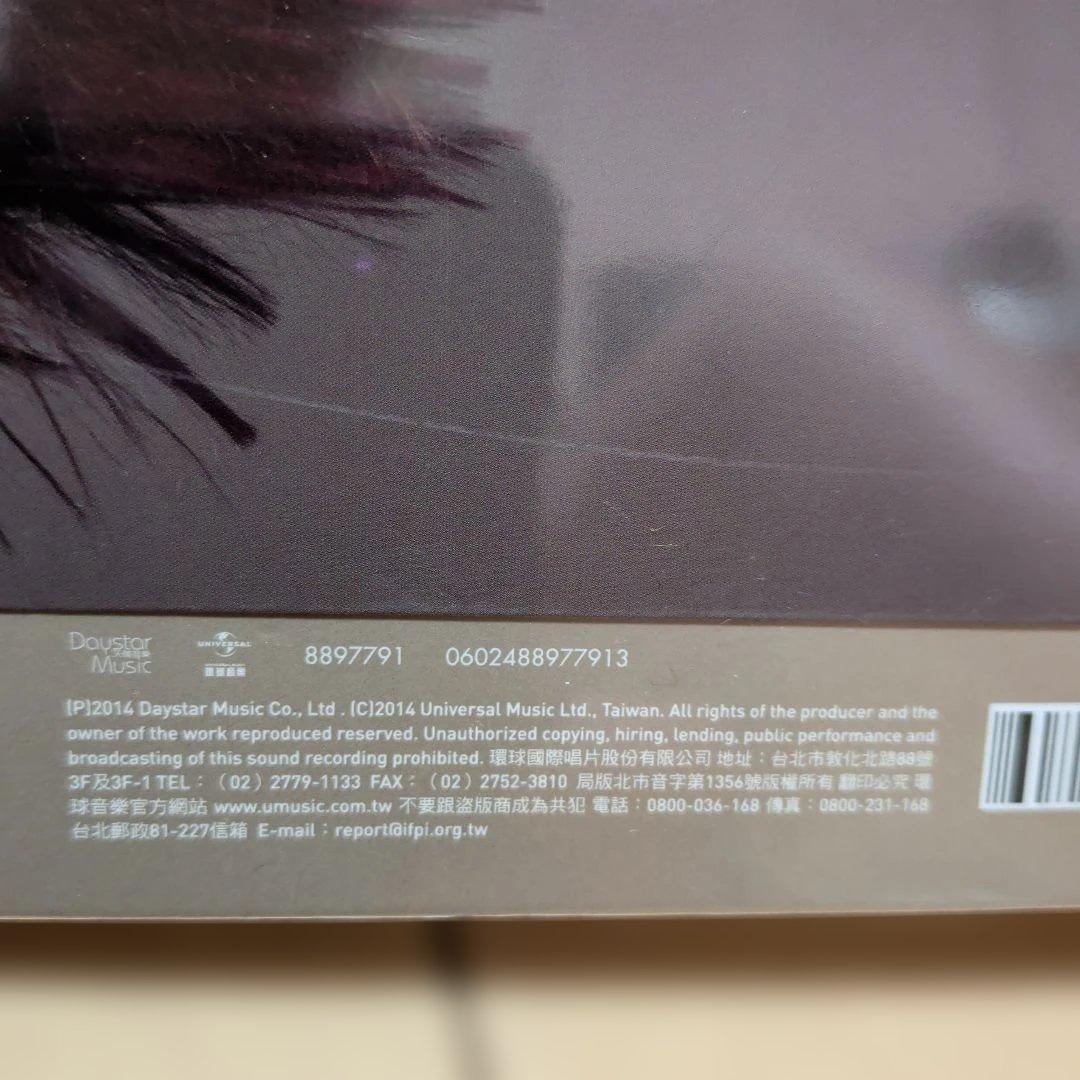 Daystar
Music
UNIVERSAL
環球音樂
8897791 0602488977913
(P)2014 Daystar Music Co., Ltd . (C)2014 Universal Music Ltd., Taiwan. All rights of the producer and the
owner of the work reproduced reserved. Unauthorized copying, hiring, lending, public performance and
broadcasting of this sound recording prohibited. 環球國際唱片股份有限公司 地址：台北市敦化北路88號
3F及3F-1 TEL：（02）2779-1133 FAX：（02）2752-3810 局版北市音字第1356號版權所有 翻印必究 環
球音樂官方網站 www.umusic.com.tw 不要跟盜版商成為共犯 電話：0800-036-168 傳真：0800-231-168
台北郵政81-227信箱 E-mail：report@ifpi.org.tw